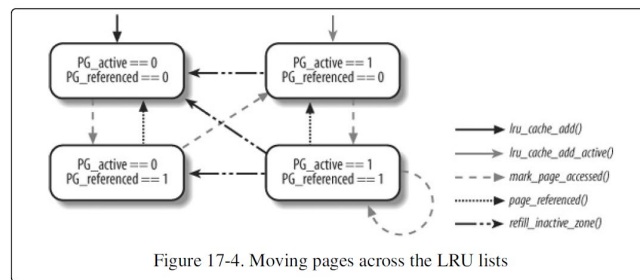 PG_active == 0
PG_referenced == 0
PG_active == 1
PG_referenced == 0
PG_active == 0
PG_referenced == 1
PG_active == 1
PG_referenced == 1
lru_cache_add()
lru_cache_add_active()
mark_page_accessed()
page_referenced()
refill_inactive_zone()
Figure 17-4. Moving pages across the LRU lists